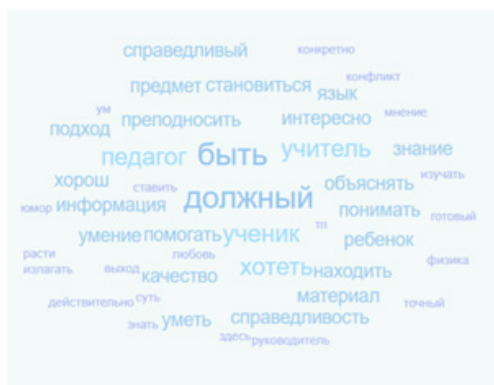 справедливый конкретно
предмет становиться язык конфликт
ум преподносить интересно мнение
подход
педагог быть учитель знание
хорош ставить объяснять изучать
юмор информация должный понимать готовый
умение помогать ученик тп ребенок
расти любовь
излагать выход качество хотеть находить физика
действительно суть материал точный
знать уметь справедливость
здесь руководитель